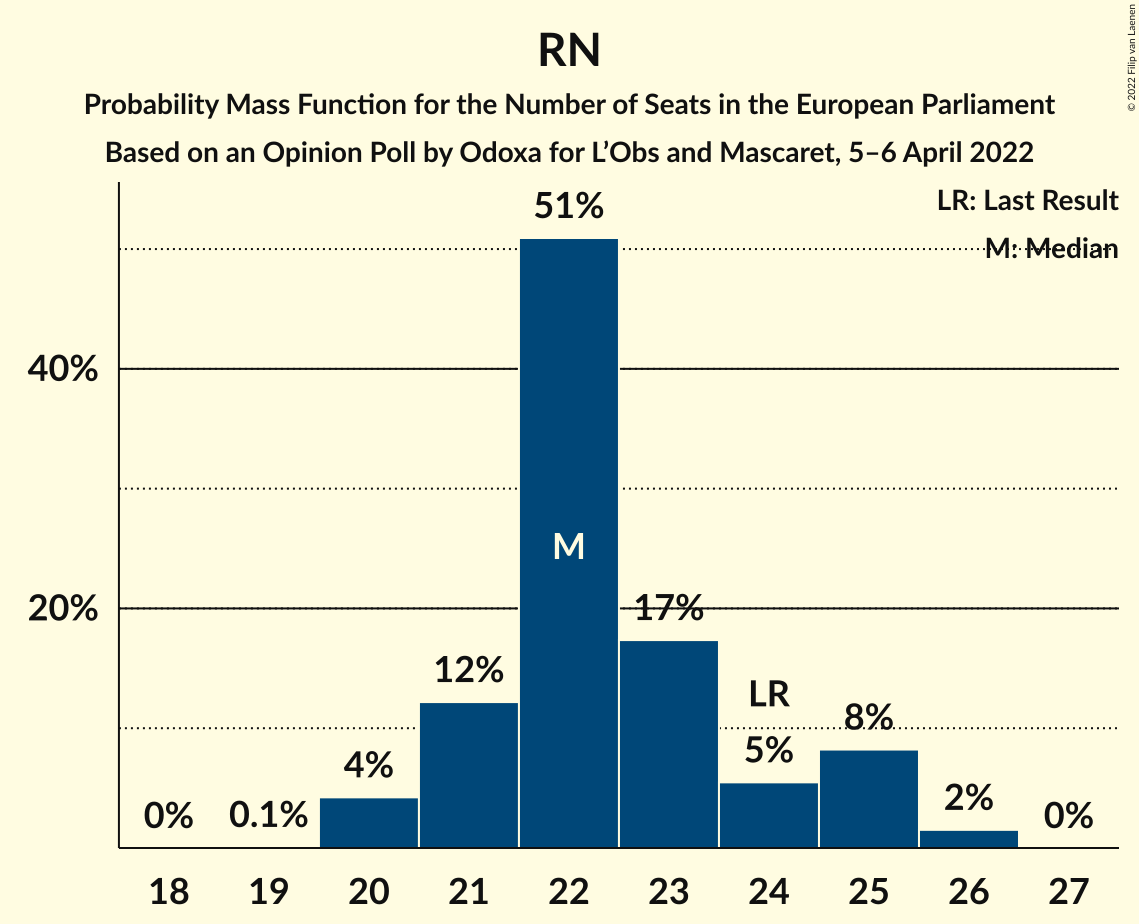 RN
Probability Mass Function for the Number of Seats in the European Parliament
Based on an Opinion Poll by Odoxa for L’Obs and Mascaret, 5–6 April 2022
© 2022 Filip van Laenen
LR: Last Result
M: Median
51%
40%
M
20%
17%
12%
LR
8%
5%
4%
2%
0%
0.1%
0%
18 19 20 21 22 23 24 25 26 27